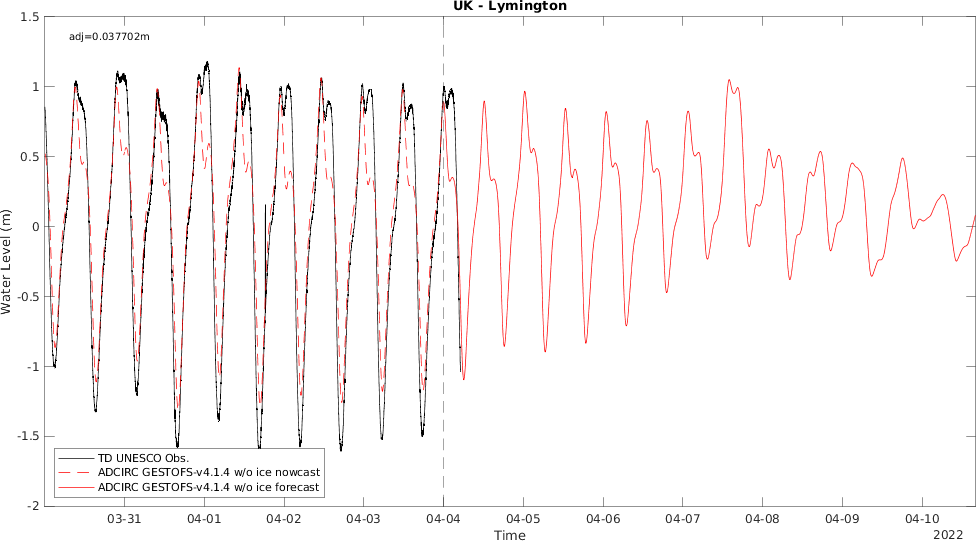 UK - Lymington
adj=0.037702m
1.5
1
0.5
0
-0.5
-1
-1.5
-2
Water Level (m)
TD UNESCO Obs.
ADCIRC GESTOFS-v4.1.4 w/o ice nowcast
ADCIRC GESTOFS-v4.1.4 w/o ice forecast
03-31 04-01 04-02 04-03 04-04 04-05 04-06 04-07 04-08 04-09 04-10
Time
2022